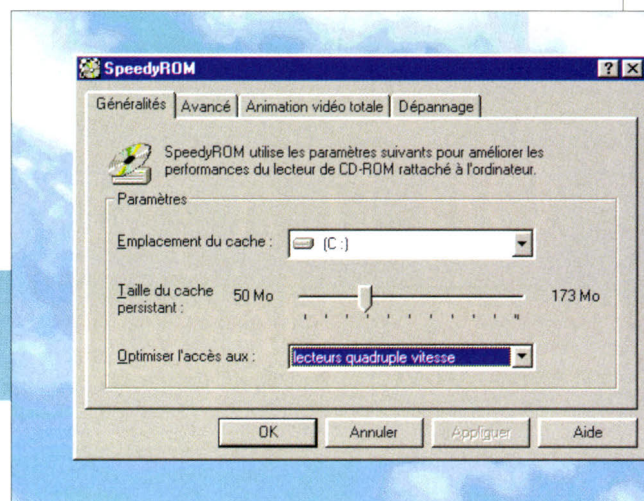 SpeedyROM
Généralités Avancé Animation vidéo totale Dépannage
SpeedyROM utilise les paramètres suivants pour améliorer les
performances du lecteur de CD-ROM rattaché à l'ordinateur.
Paramètres
Emplacement du cache : (C :)
Taille du cache
persistant : 50 Mo 173 Mo
Optimiser l'accès aux : lecteurs quadruple vitesse
OK Annuler Appliquer Aide